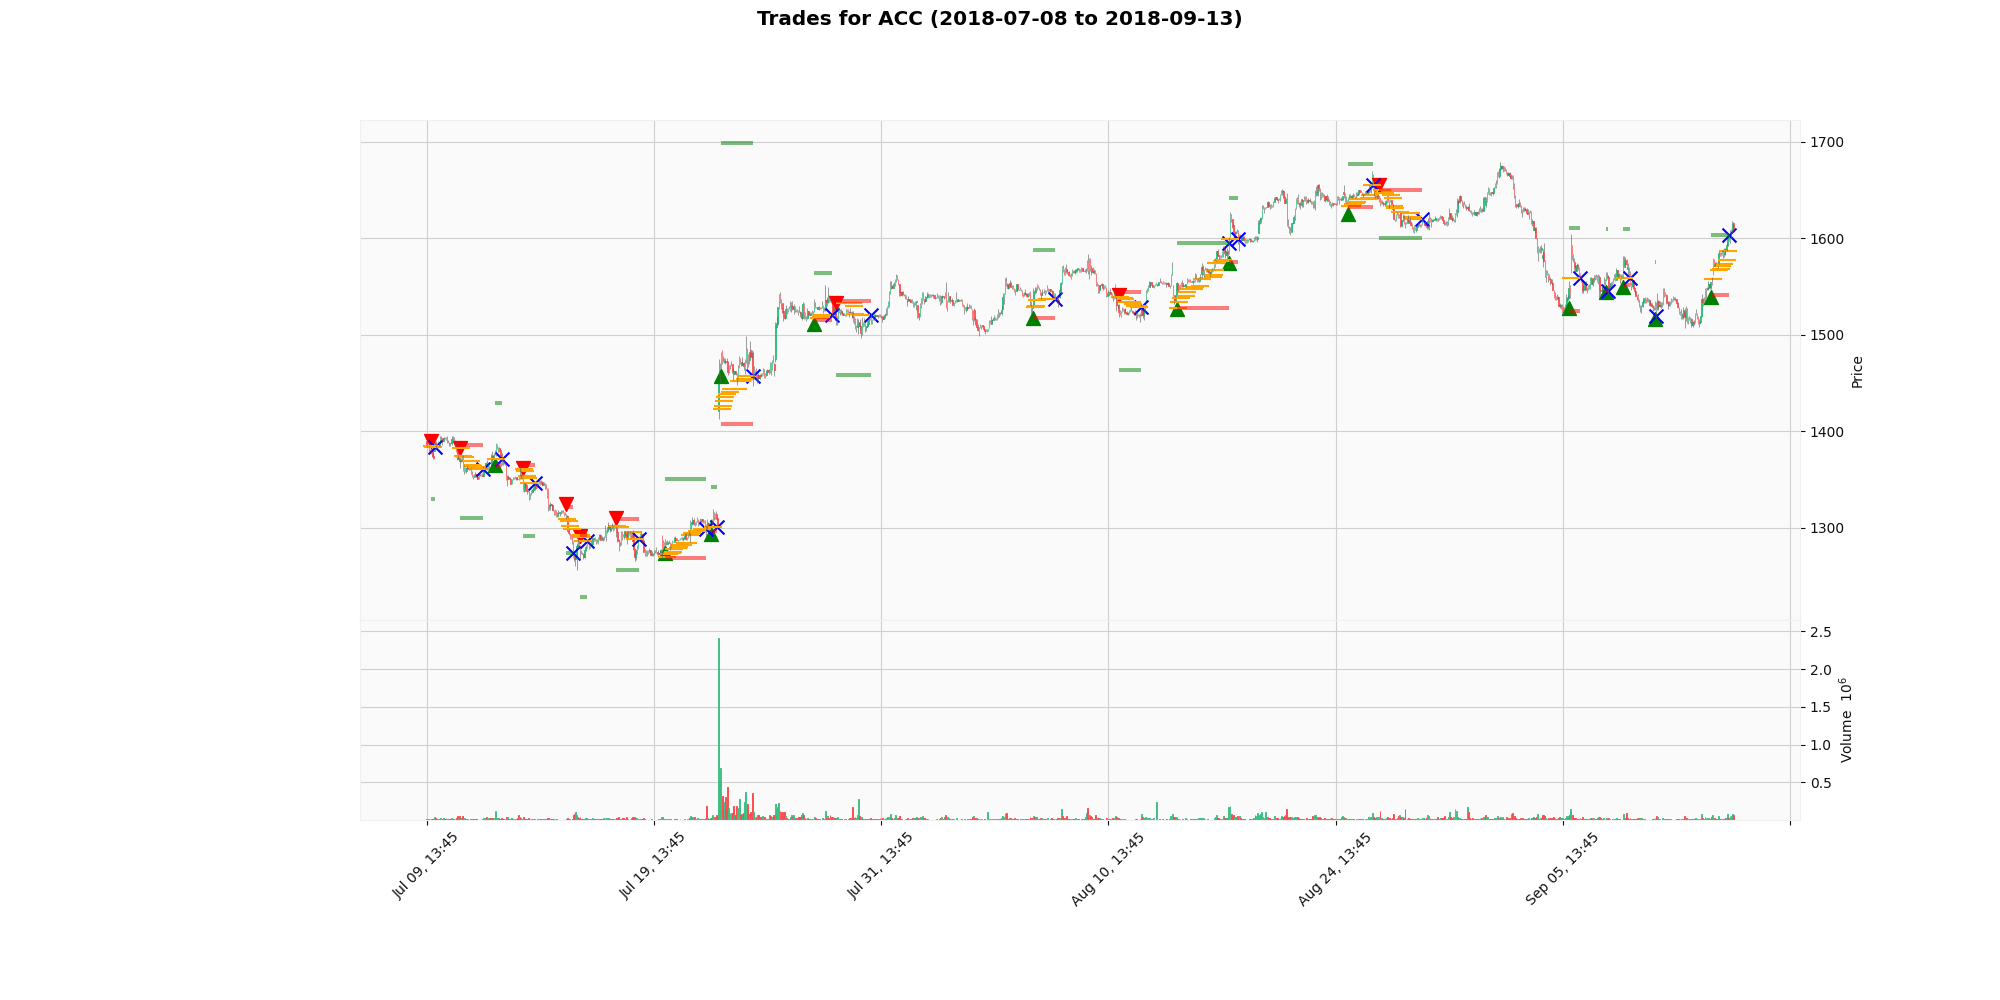 Trades for ACC (2018-07-08 to 2018-09-13)
1700
1600
1500
1400
1300
Price
2.5
2.0
1.5
1.0
0.5
Volume 10⁶
Jul 09, 13:45
Jul 19, 13:45
Jul 31, 13:45
Aug 10, 13:45
Aug 24, 13:45
Sep 05, 13:45